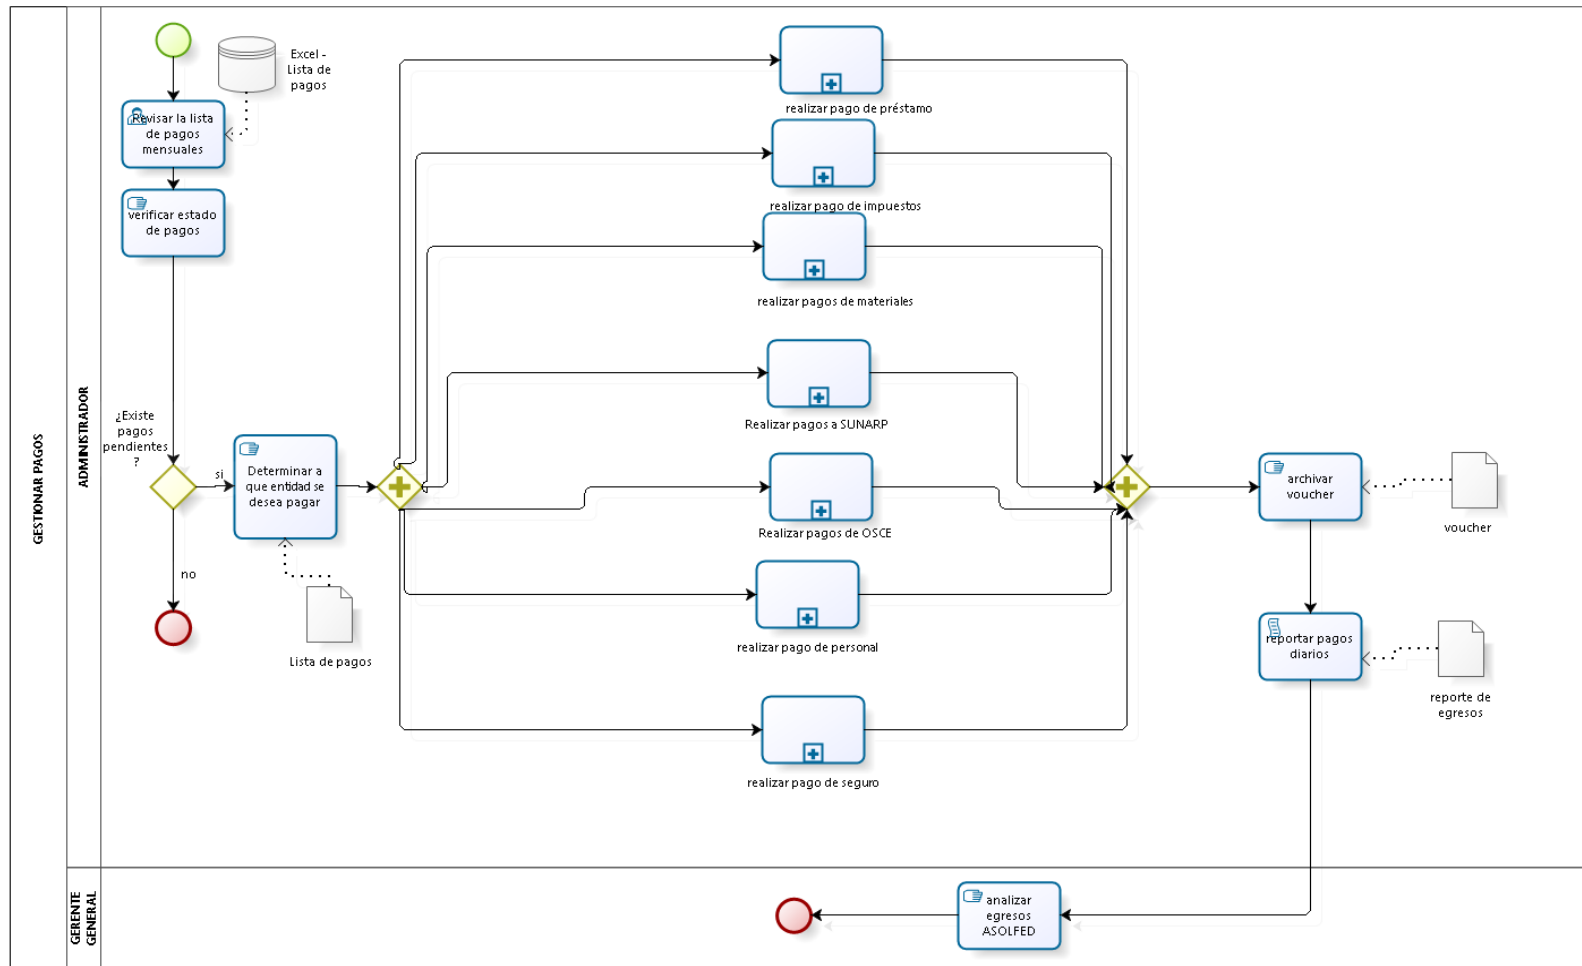 GESTIONAR PAGOS
ADMINISTRADOR
Excel -
Lista de
pagos
Revisar la lista
de pagos
mensuales
verificar estado
de pagos
¿Existe
pagos
pendientes
?
si
no
Determinar a
que entidad se
desea pagar
Lista de pagos
realizar pago de préstamo
realizar pago de impuestos
realizar pagos de materiales
Realizar pagos a SUNARP
Realizar pagos de OSCE
realizar pago de personal
realizar pago de seguro
archivar
voucher
voucher
reportar pagos
diarios
reporte de
egresos
GERENTE
GENERAL
analizar
egresos
ASOLFED